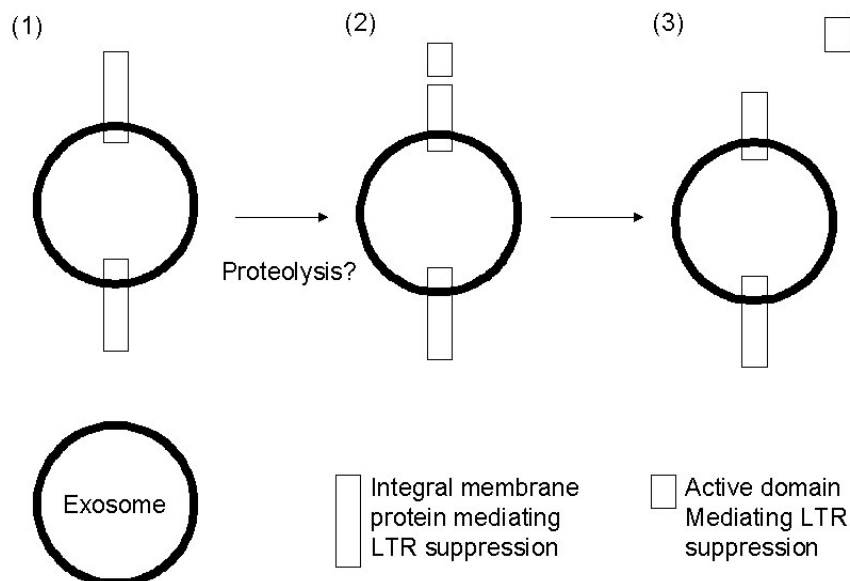 (1)
(2)
(3)
Proteolysis?
Exosome
Integral membrane
protein mediating
LTR suppression
Active domain
Mediating LTR
suppression